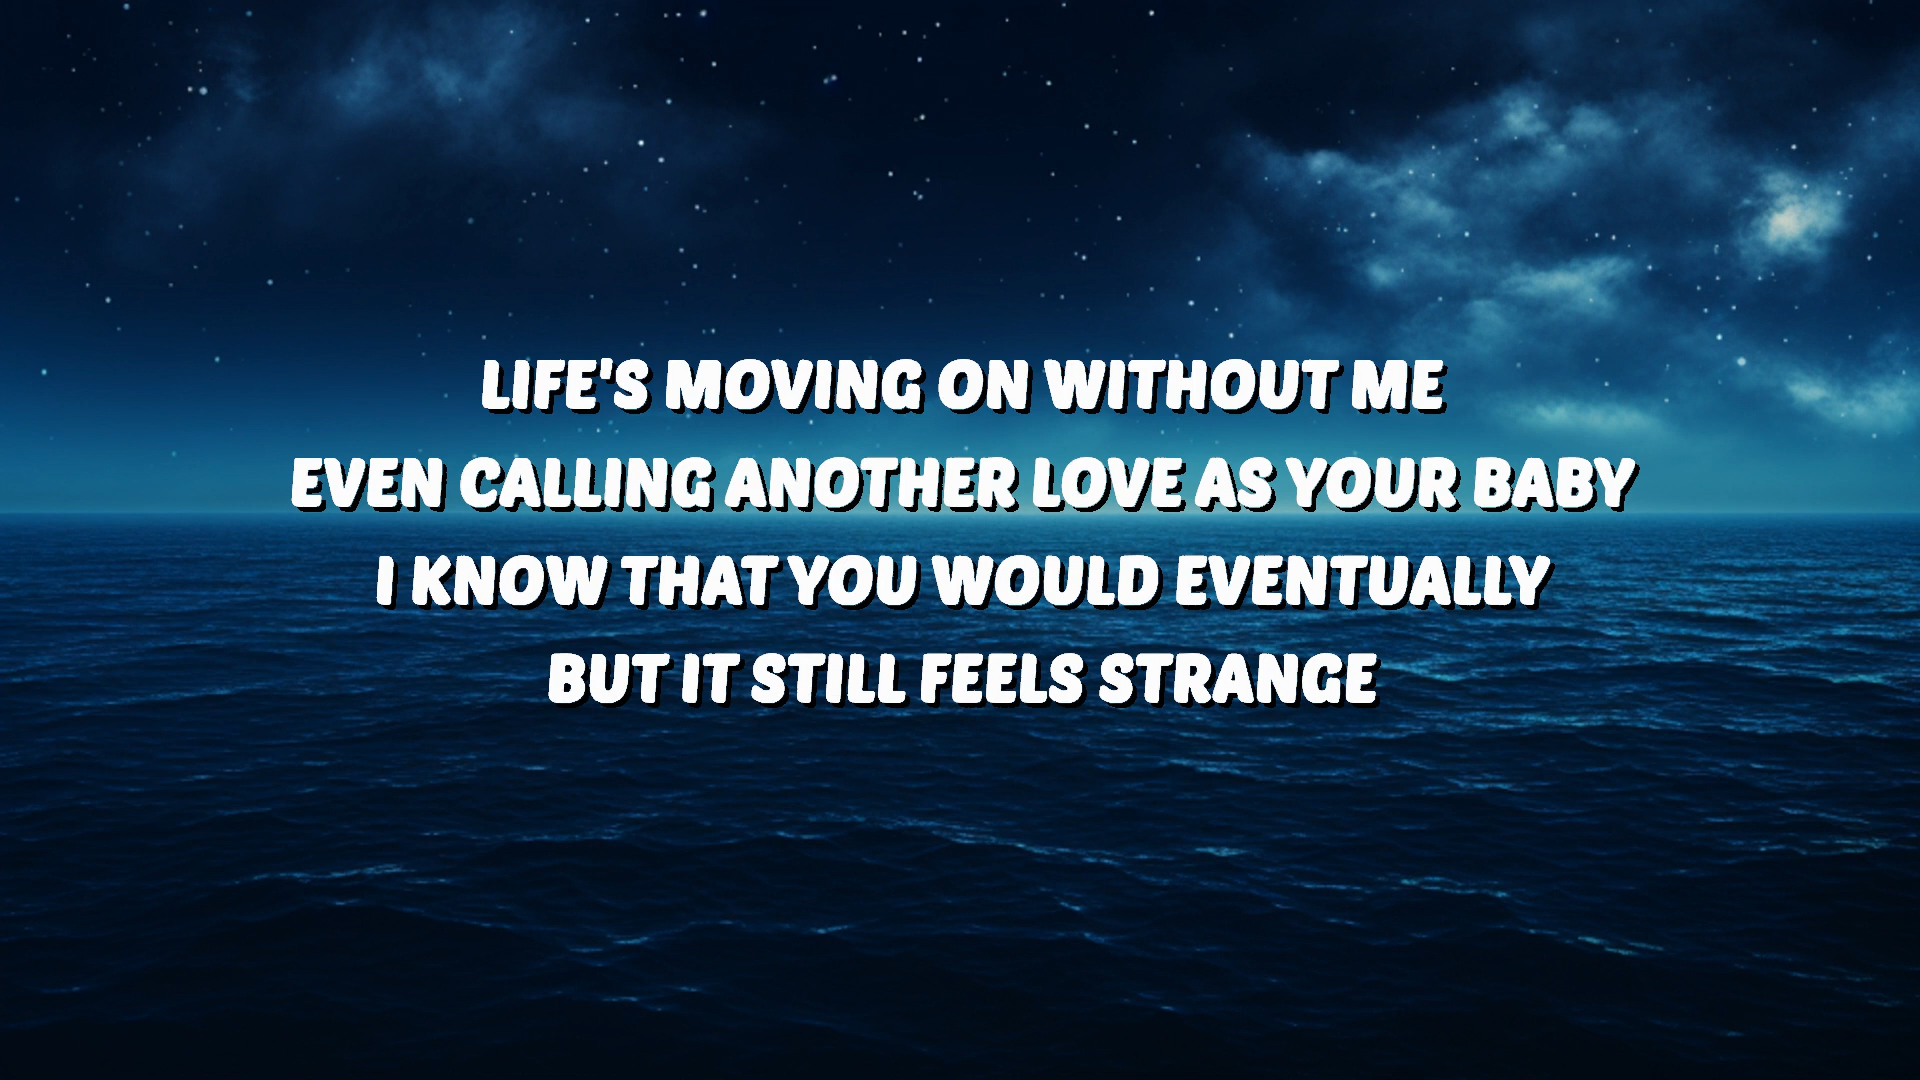 LIFE'S MOVING ON WITHOUT ME
EVEN CALLING ANOTHER LOVE AS YOUR BABY
I KNOW THAT YOU WOULD EVENTUALLY
BUT IT STILL FEELS STRANGE